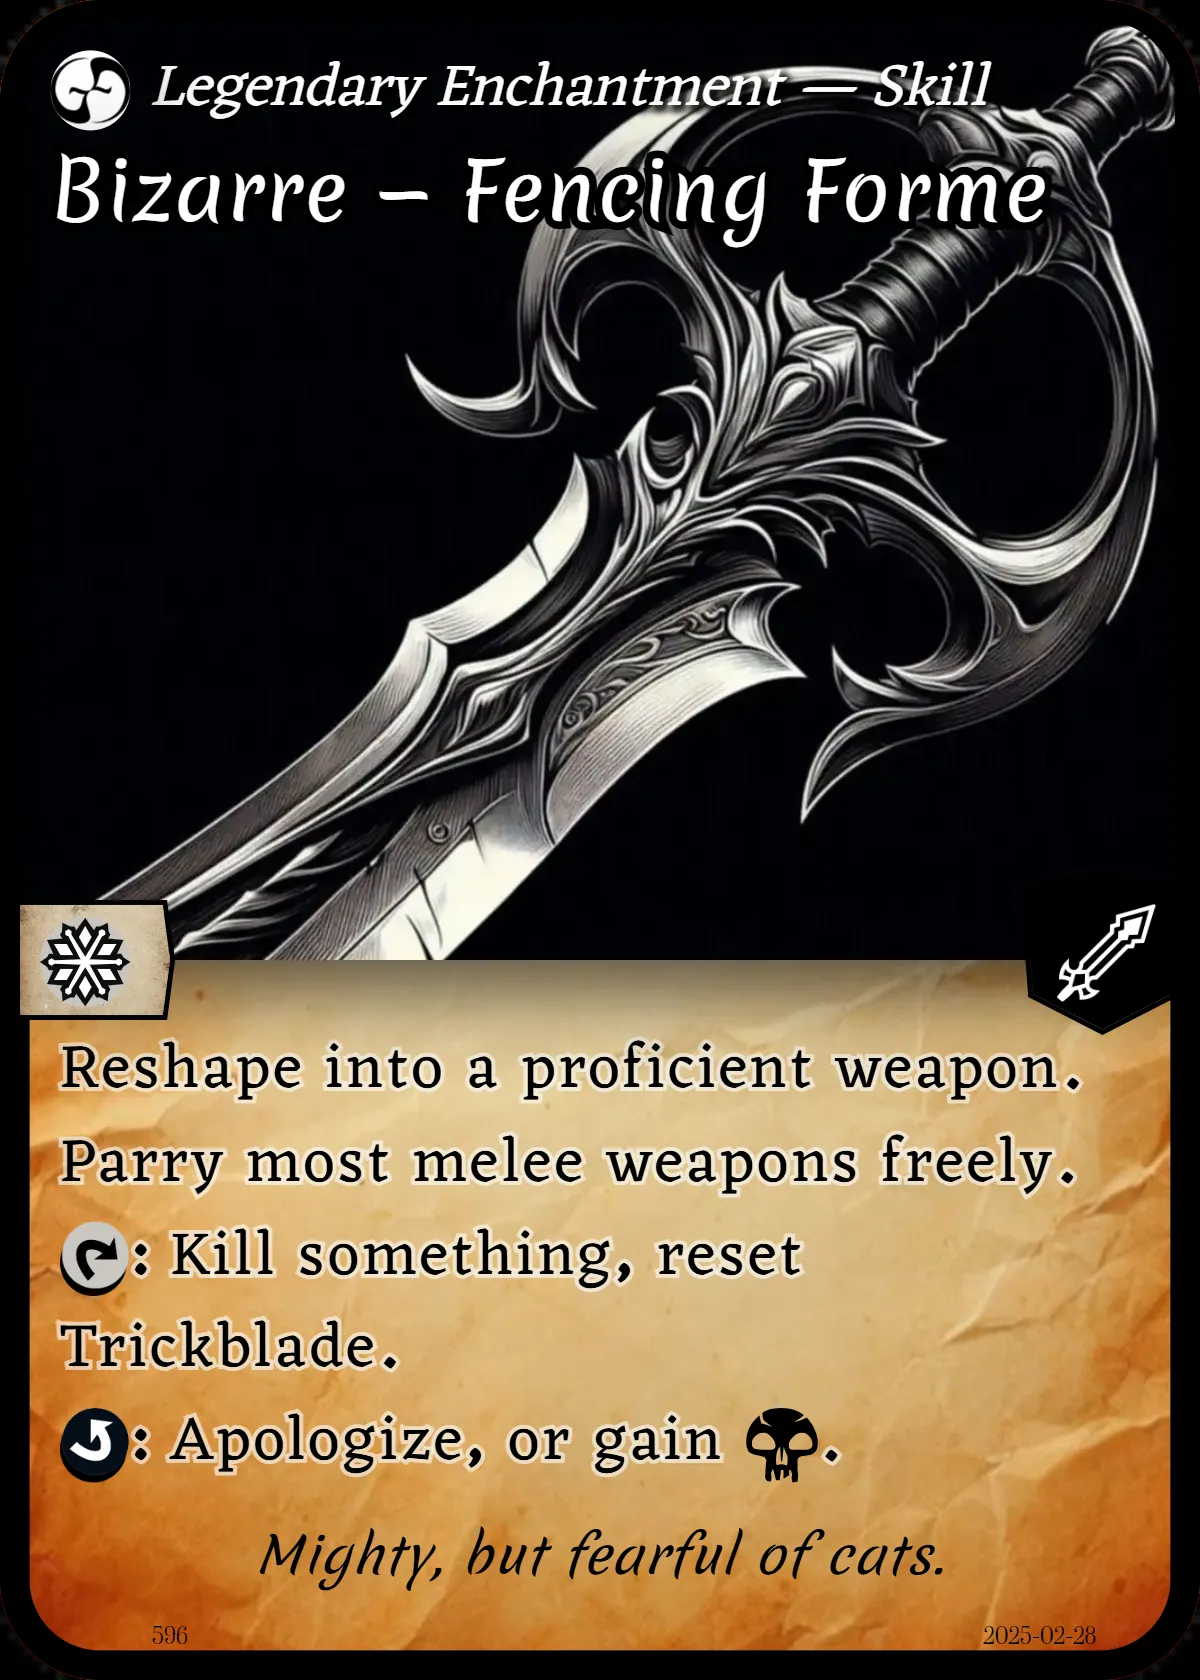 Legendary Enchantment — Skill
Bizarre – Fencing Forme
Reshape into a proficient weapon.
Parry most melee weapons freely.
: Kill something, reset
Trickblade.
: Apologize, or gain .
Mighty, but fearful of cats.
596
2025-02-28